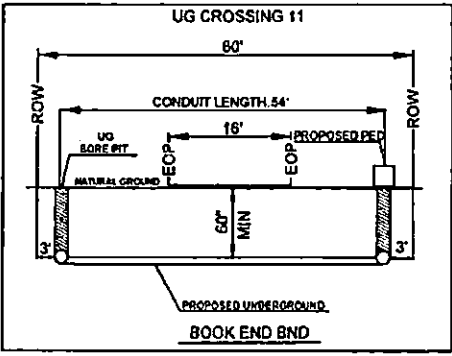 UG CROSSING 11
60'
ROW
ROW
CONDUIT LENGTH.54'
16'
UG
BORE PIT
EOP
EOP
PROPOSED PED
NATURAL GROUND
60"
MIN
3'
3'
PROPOSED UNDERGROUND
BOOK END BND